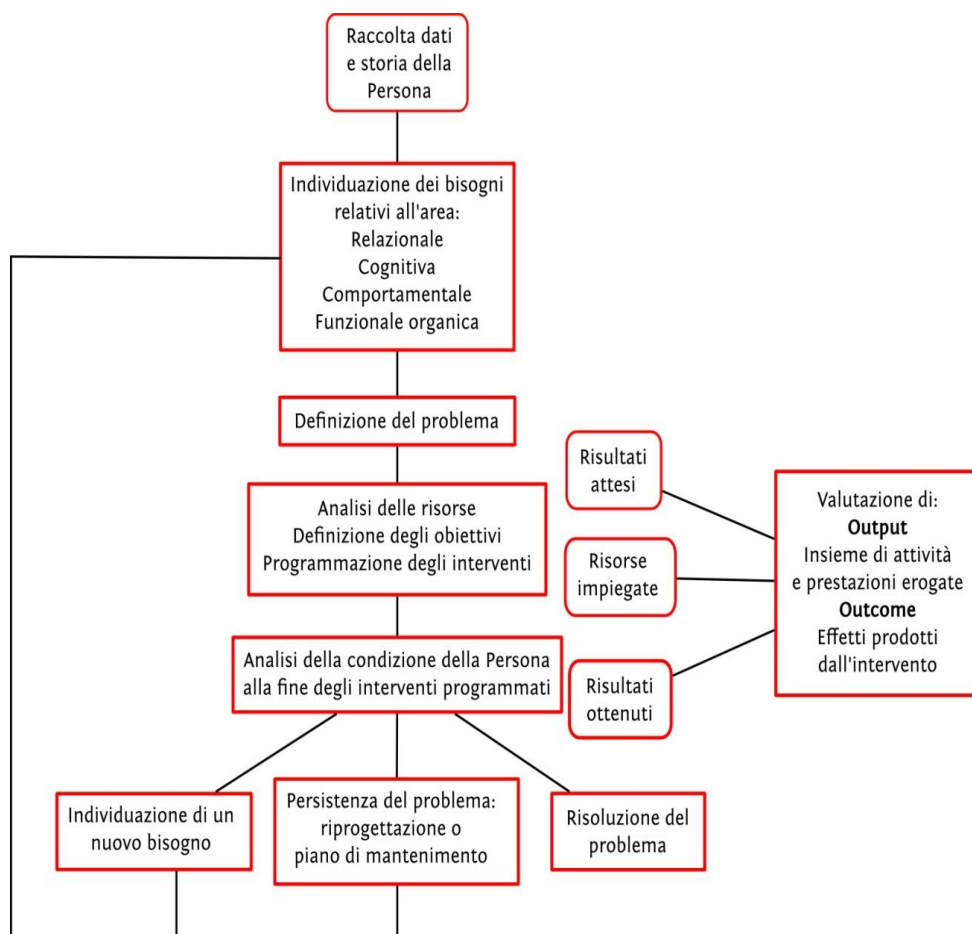 Raccolta dati
e storia della
Persona
Individuazione dei bisogni
relativi all'area:
Relazionale
Cognitiva
Comportamentale
Funzionale organica
Definizione del problema
Analisi delle risorse
Definizione degli obiettivi
Programmazione degli interventi
Analisi della condizione della Persona
alla fine degli interventi programmati
Individuazione di un
nuovo bisogno
Persistenza del problema:
riprogettazione o
piano di mantenimento
Risoluzione del
problema
Risultati
attesi
Risorse
impiegate
Risultati
ottenuti
Valutazione di:
Output
Insieme di attività
e prestazioni erogate
Outcome
Effetti prodotti
dall'intervento